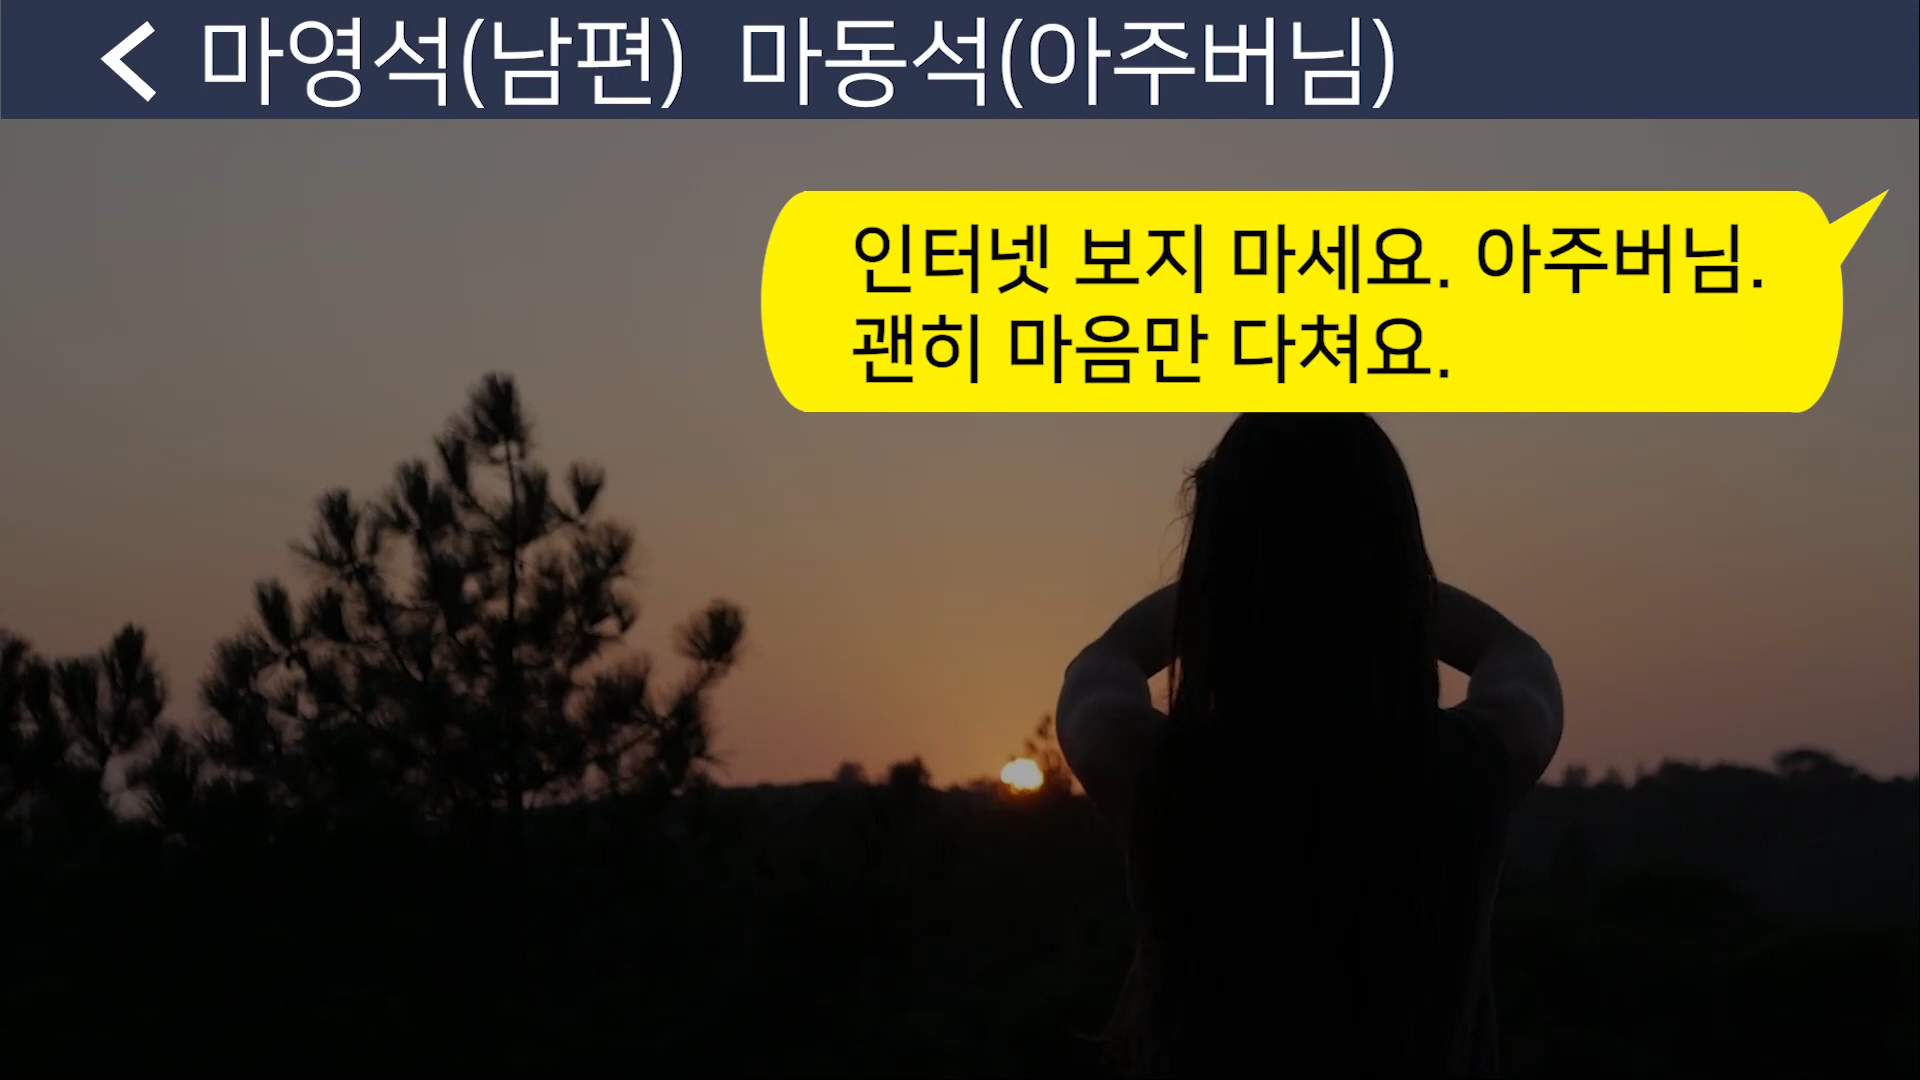 마영석(남편) 마동석(아주버님)
인터넷 보지 마세요. 아주버님.
괜히 마음만 다쳐요.